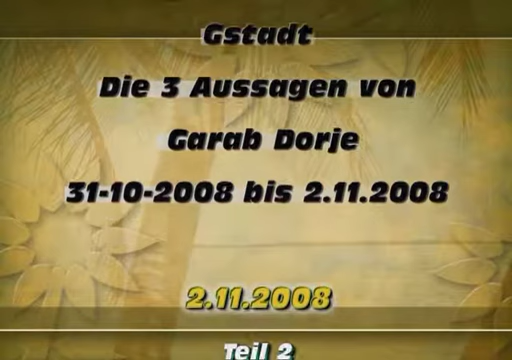 Gstadt
Die 3 Aussagen von
Garab Dorje
31-10-2008 bis 2.11.2008
2.11.2008
Teil 2